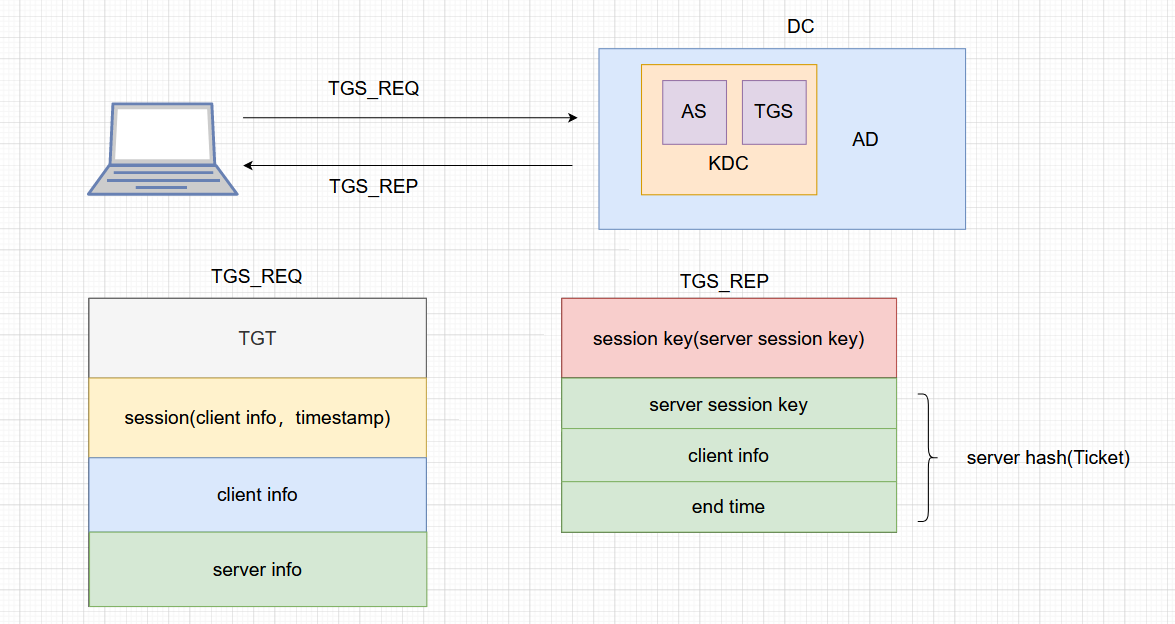 DC
TGS_REQ
AS
TGS
KDC
AD
TGS_REP
TGS_REQ
TGT
session(client info，timestamp)
client info
server info
TGS_REP
session key(server session key)
server session key
client info
end time
server hash(Ticket)